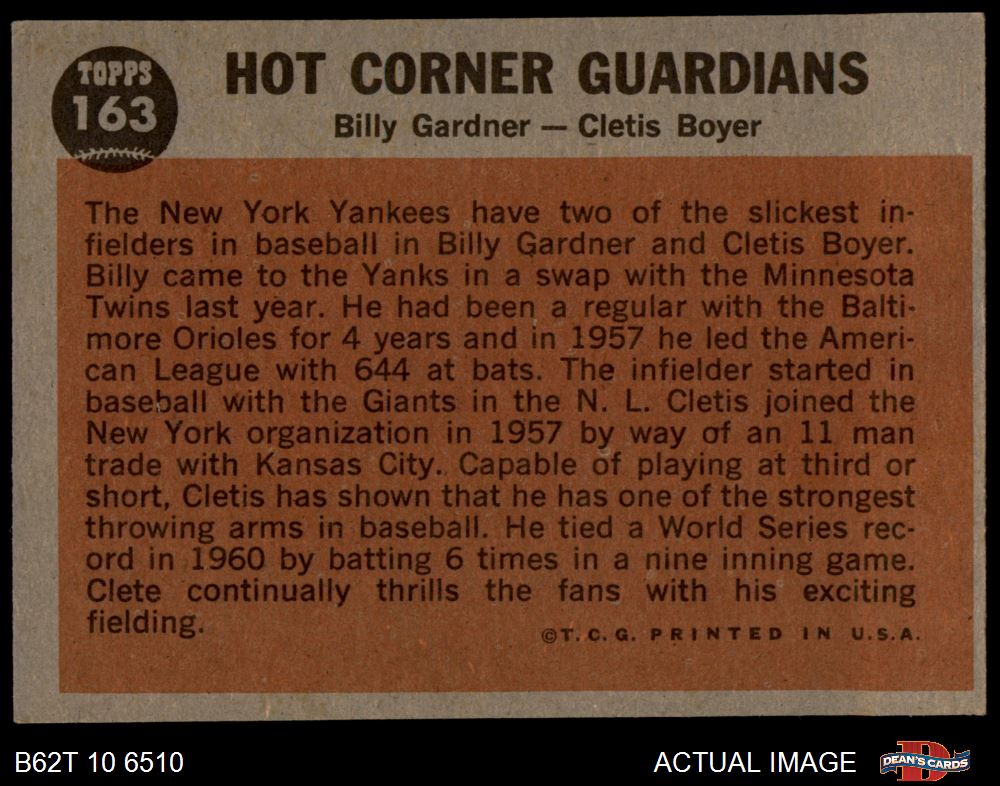 TOPPS
163
HOT CORNER GUARDIANS
Billy Gardner — Cletis Boyer
The New York Yankees have two of the slickest in-
fielders in baseball in Billy Gardner and Cletis Boyer.
Billy came to the Yanks in a swap with the Minnesota
Twins last year. He had been a regular with the Balti-
more Orioles for 4 years and in 1957 he led the Ameri-
can League with 644 at bats. The infielder started in
baseball with the Giants in the N. L. Cletis joined the
New York organization in 1957 by way of an 11 man
trade with Kansas City. Capable of playing at third or
short, Cletis has shown that he has one of the strongest
throwing arms in baseball. He tied a World Series rec-
ord in 1960 by batting 6 times in a nine inning game.
Clete continually thrills the fans with his exciting
fielding.
©T. C. G. PRINTED IN U.S.A.
B62T 10 6510
ACTUAL IMAGE
DEAN'S CARDS